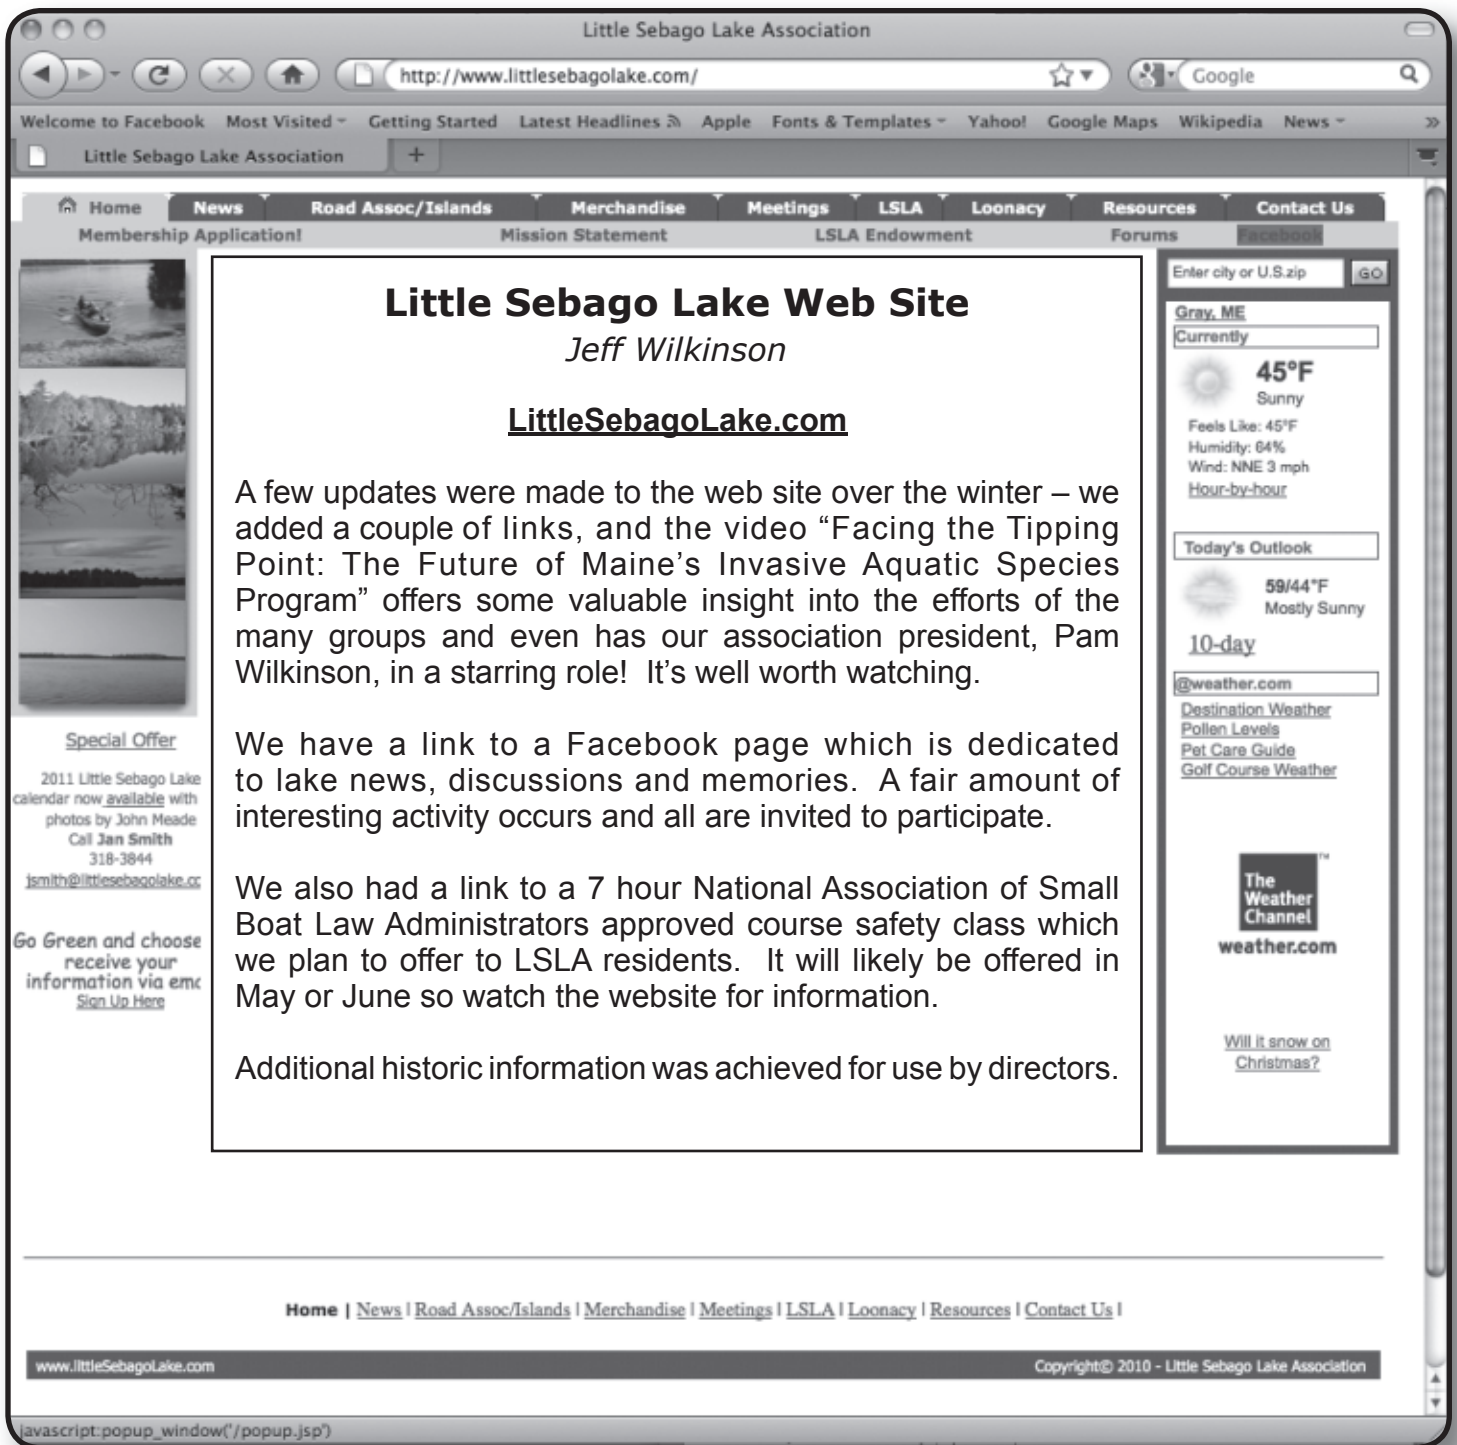 Little Sebago Lake Association
http://www.littlesebagolake.com/
Google
Welcome to Facebook Most Visited Getting Started Latest Headlines Apple Fonts & Templates Yahoo! Google Maps Wikipedia News »
Little Sebago Lake Association +
Home News Road Assoc/Islands Merchandise Meetings LSLA Loonacy Resources Contact Us
Membership Application! Mission Statement LSLA Endowment Forums Facebook
Special Offer
2011 Little Sebago Lake
calendar now available with
photos by John Meade
Call Jan Smith
318-3844
jsmith@littlesebagolake.cc
Go Green and choose
receive your
information via emc
Sign Up Here
Little Sebago Lake Web Site
Jeff Wilkinson
LittleSebagoLake.com
A few updates were made to the web site over the winter – we
added a couple of links, and the video “Facing the Tipping
Point: The Future of Maine’s Invasive Aquatic Species
Program” offers some valuable insight into the efforts of the
many groups and even has our association president, Pam
Wilkinson, in a starring role! It’s well worth watching.
We have a link to a Facebook page which is dedicated
to lake news, discussions and memories. A fair amount of
interesting activity occurs and all are invited to participate.
We also had a link to a 7 hour National Association of Small
Boat Law Administrators approved course safety class which
we plan to offer to LSLA residents. It will likely be offered in
May or June so watch the website for information.
Additional historic information was achieved for use by directors.
Enter city or U.S.zip GO
Gray, ME
Currently
45°F
Sunny
Feels Like: 45°F
Humidity: 64%
Wind: NNE 3 mph
Hour-by-hour
Today's Outlook
59/44°F
Mostly Sunny
10-day
@weather.com
Destination Weather
Pollen Levels
Pet Care Guide
Golf Course Weather
The
Weather
Channel
TM
weather.com
Will it snow on
Christmas?
Home | News | Road Assoc/Islands | Merchandise | Meetings | LSLA | Loonacy | Resources | Contact Us |
www.littleSebagoLake.com Copyright© 2010 - Little Sebago Lake Association
javascript:popup_window('/popup.jsp')